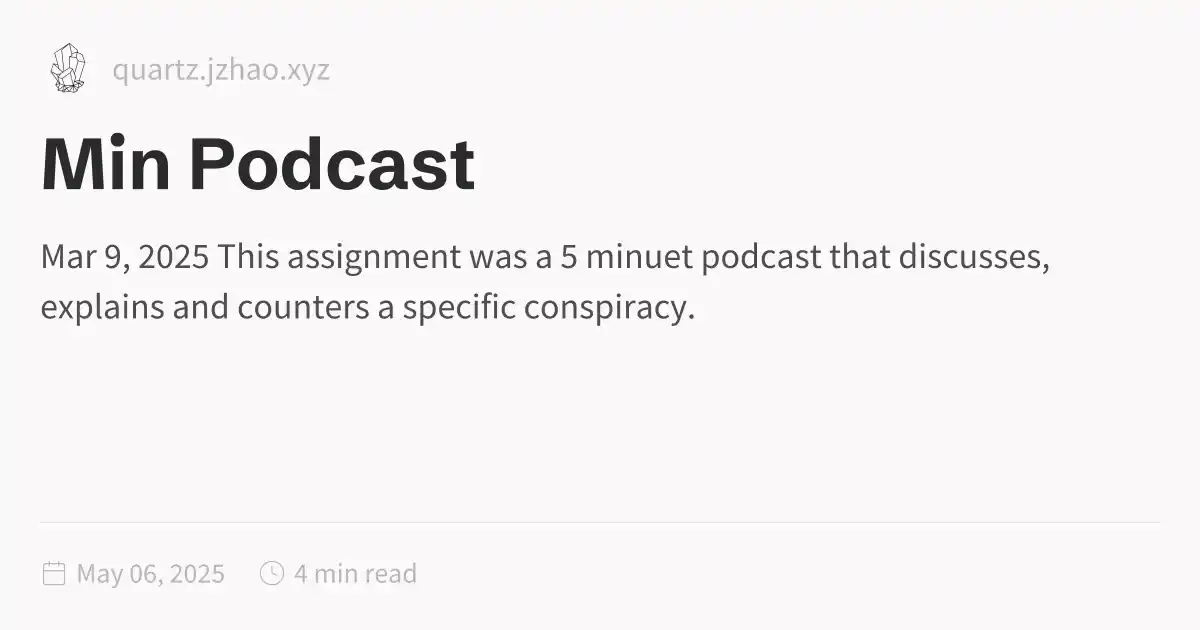 quartz.jzhao.xyz
Min Podcast
Mar 9, 2025 This assignment was a 5 minuet podcast that discusses,
explains and counters a specific conspiracy.
May 06, 2025 4 min read